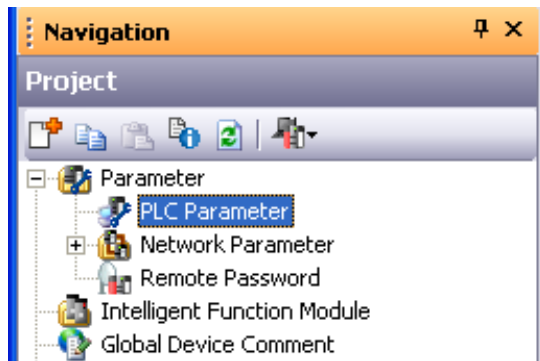 Navigation
Project
Parameter
PLC Parameter
Network Parameter
Remote Password
Intelligent Function Module
Global Device Comment